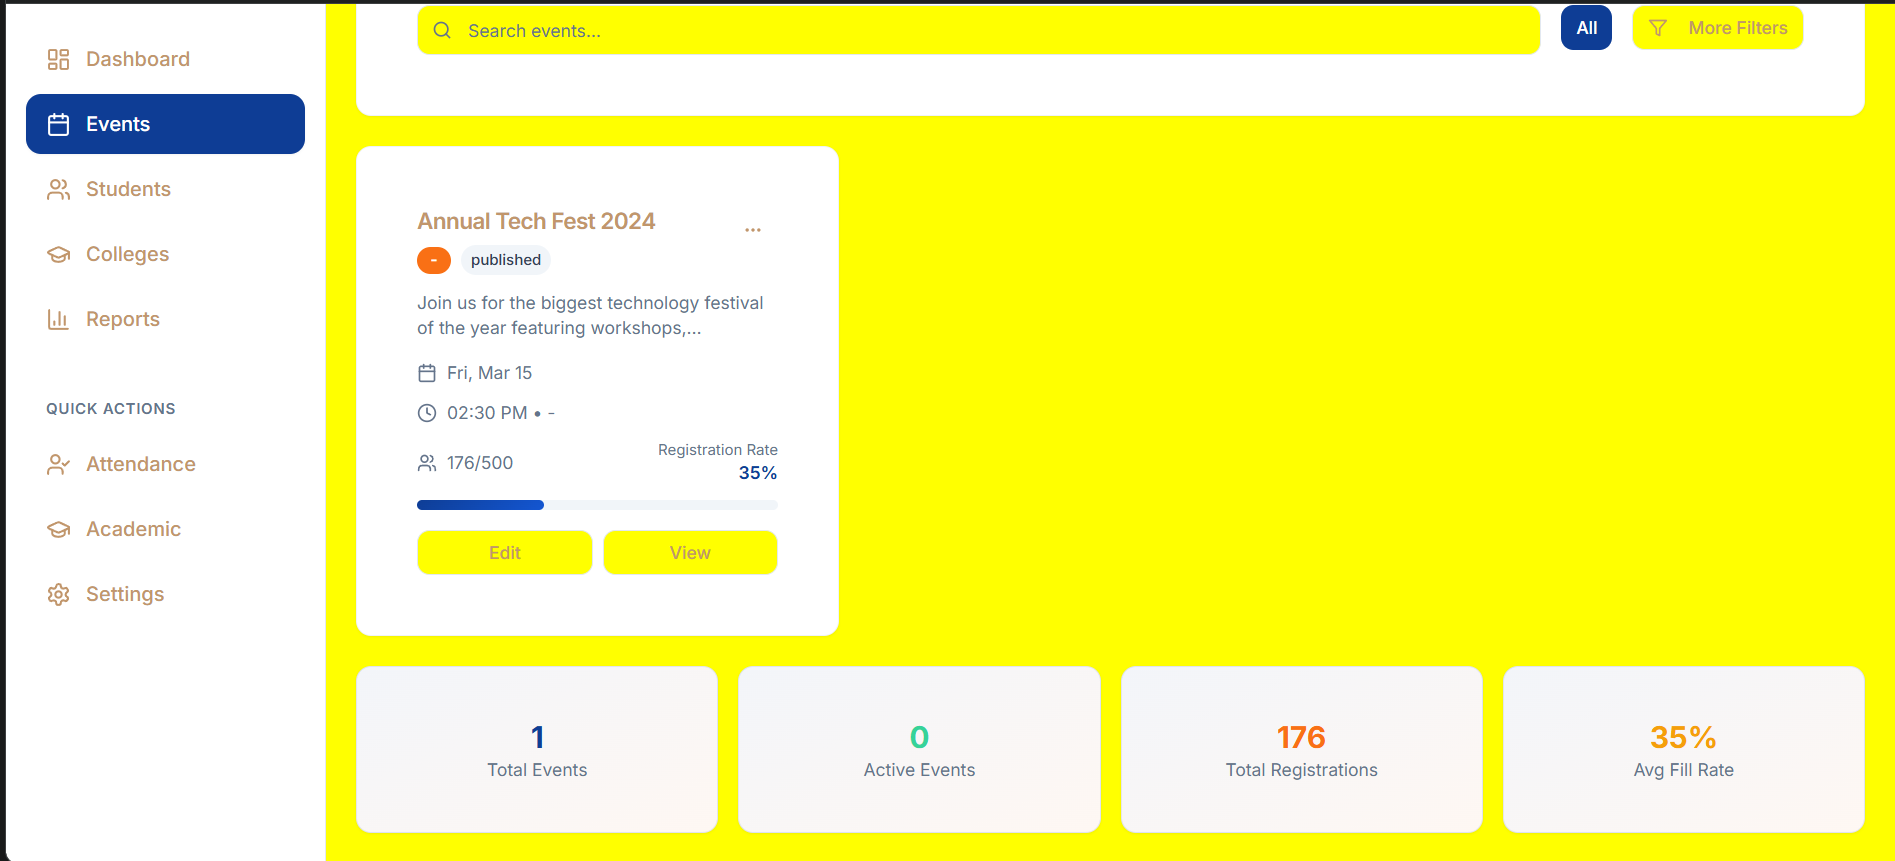 Dashboard
Events
Students
Colleges
Reports
QUICK ACTIONS
Attendance
Academic
Settings
Search events...
All
More Filters
Annual Tech Fest 2024
...
-
published
Join us for the biggest technology festival
of the year featuring workshops,...
Fri, Mar 15
02:30 PM • -
176/500
Registration Rate
35%
Edit
View
1
Total Events
0
Active Events
176
Total Registrations
35%
Avg Fill Rate